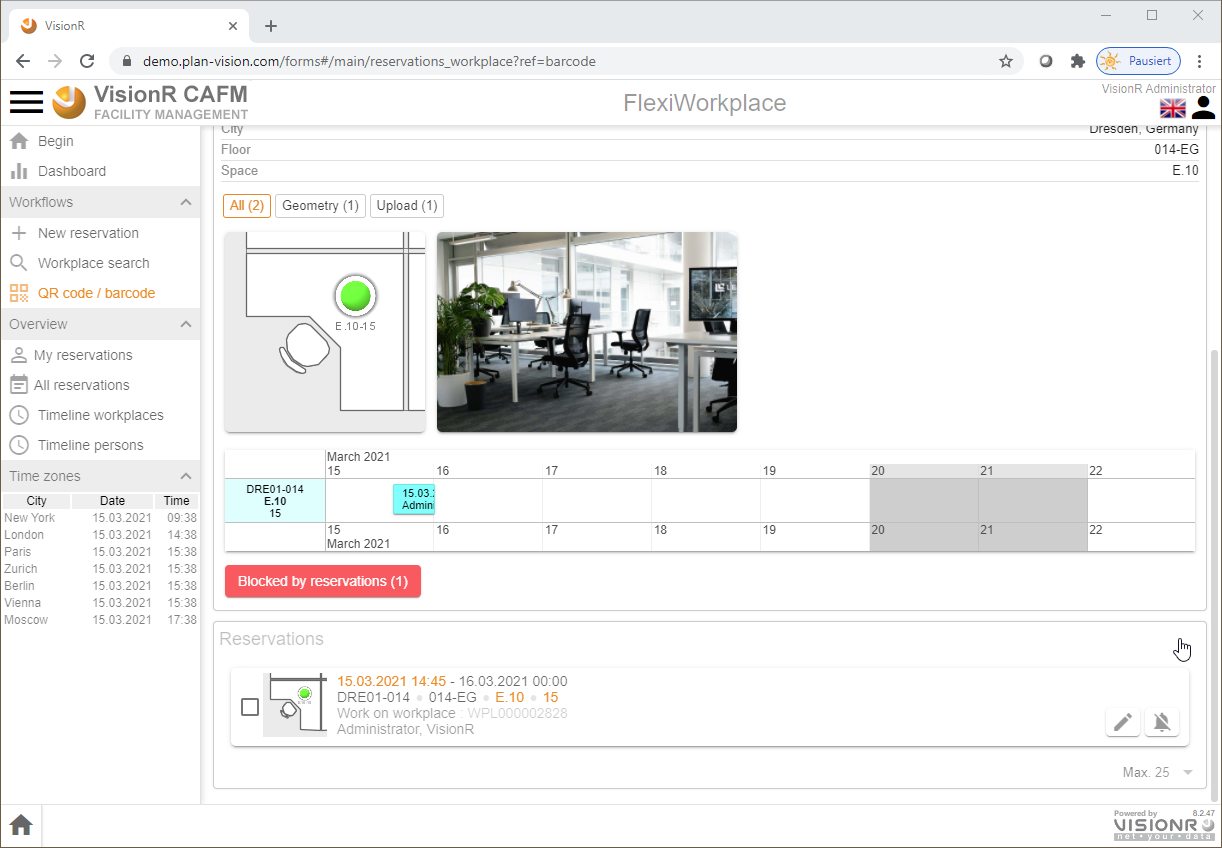 VisionR
demo.plan-vision.com/forms#/main/reservations_workplace?ref=barcode
Pausiert
VisionR CAFM
FACILITY MANAGEMENT
FlexiWorkplace
VisionR Administrator
Begin
Dashboard
Workflows
New reservation
Workplace search
QR code / barcode
Overview
My reservations
All reservations
Timeline workplaces
Timeline persons
Time zones
City Date Time
New York 15.03.2021 09:38
London 15.03.2021 14:38
Paris 15.03.2021 15:38
Zurich 15.03.2021 15:38
Berlin 15.03.2021 15:38
Vienna 15.03.2021 15:38
Moscow 15.03.2021 17:38
City Dresden, Germany
Floor 014-EG
Space E.10
All (2) Geometry (1) Upload (1)
E.10-15
March 2021
15 16 17 18 19 20 21 22
DRE01-014
E.10
15
15.03.
Admin
15 16 17 18 19 20 21 22
March 2021
Blocked by reservations (1)
Reservations
15.03.2021 14:45 - 16.03.2021 00:00
DRE01-014 • 014-EG • E.10 • 15
Work on workplace : WPL000002828
Administrator, VisionR
Max. 25
Powered by 8.2.47
VISIONR
net • your • data